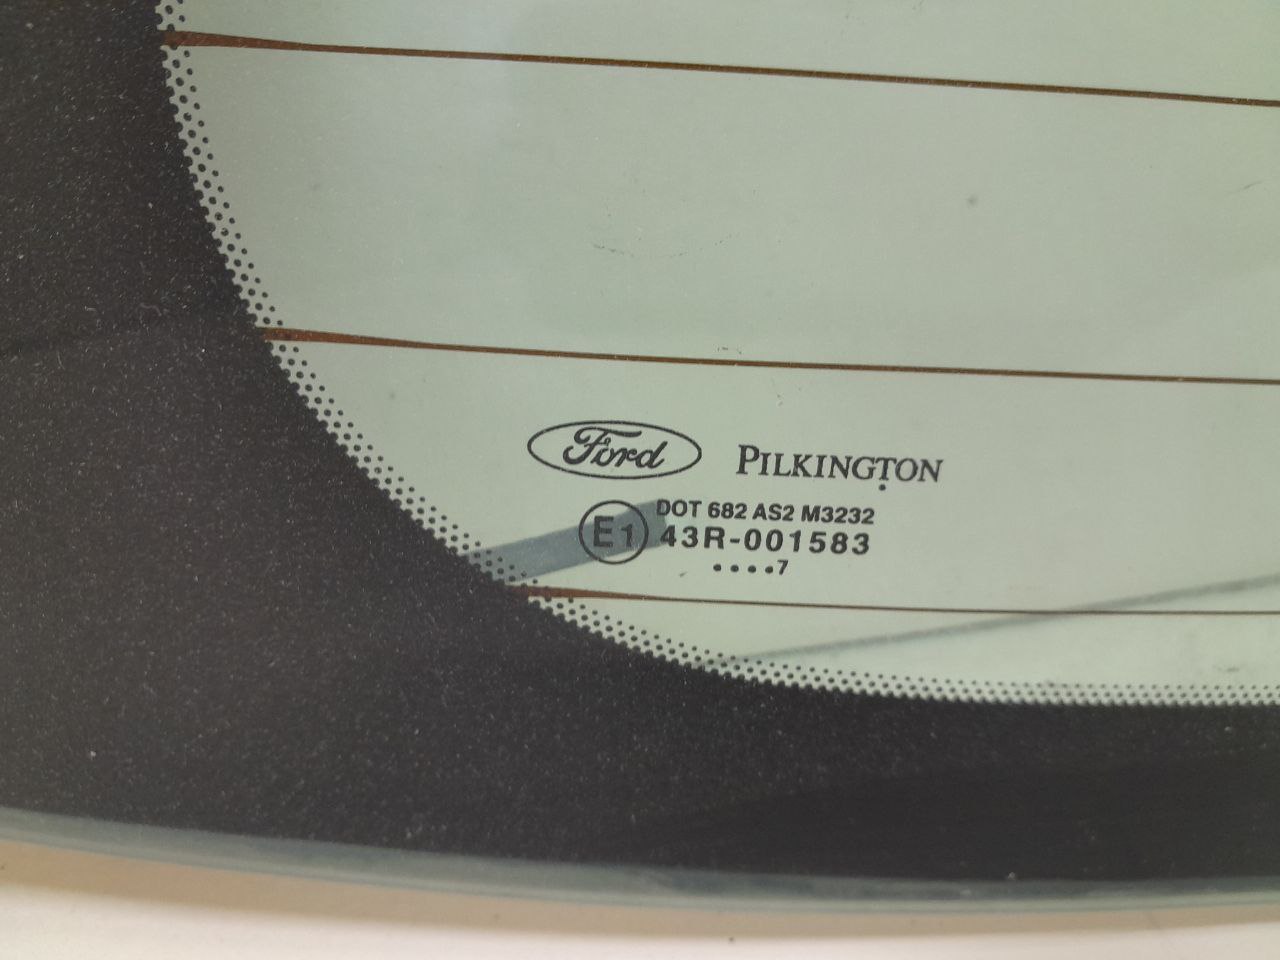 Ford PILKINGTON
DOT 682 AS2 M3232
E1 43R-001583
....7